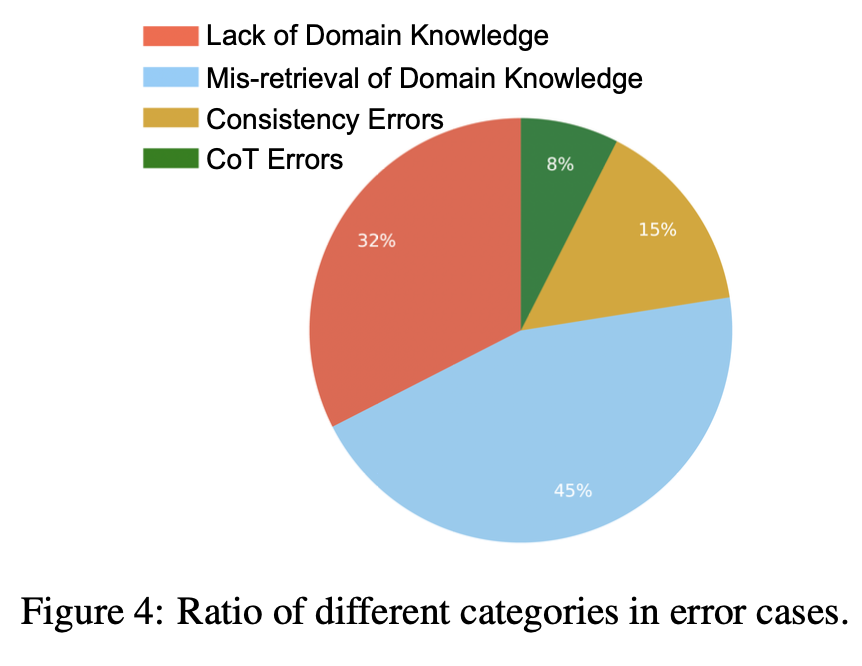 Lack of Domain Knowledge
Mis-retrieval of Domain Knowledge
Consistency Errors
CoT Errors
8%
15%
32%
45%
Figure 4: Ratio of different categories in error cases.